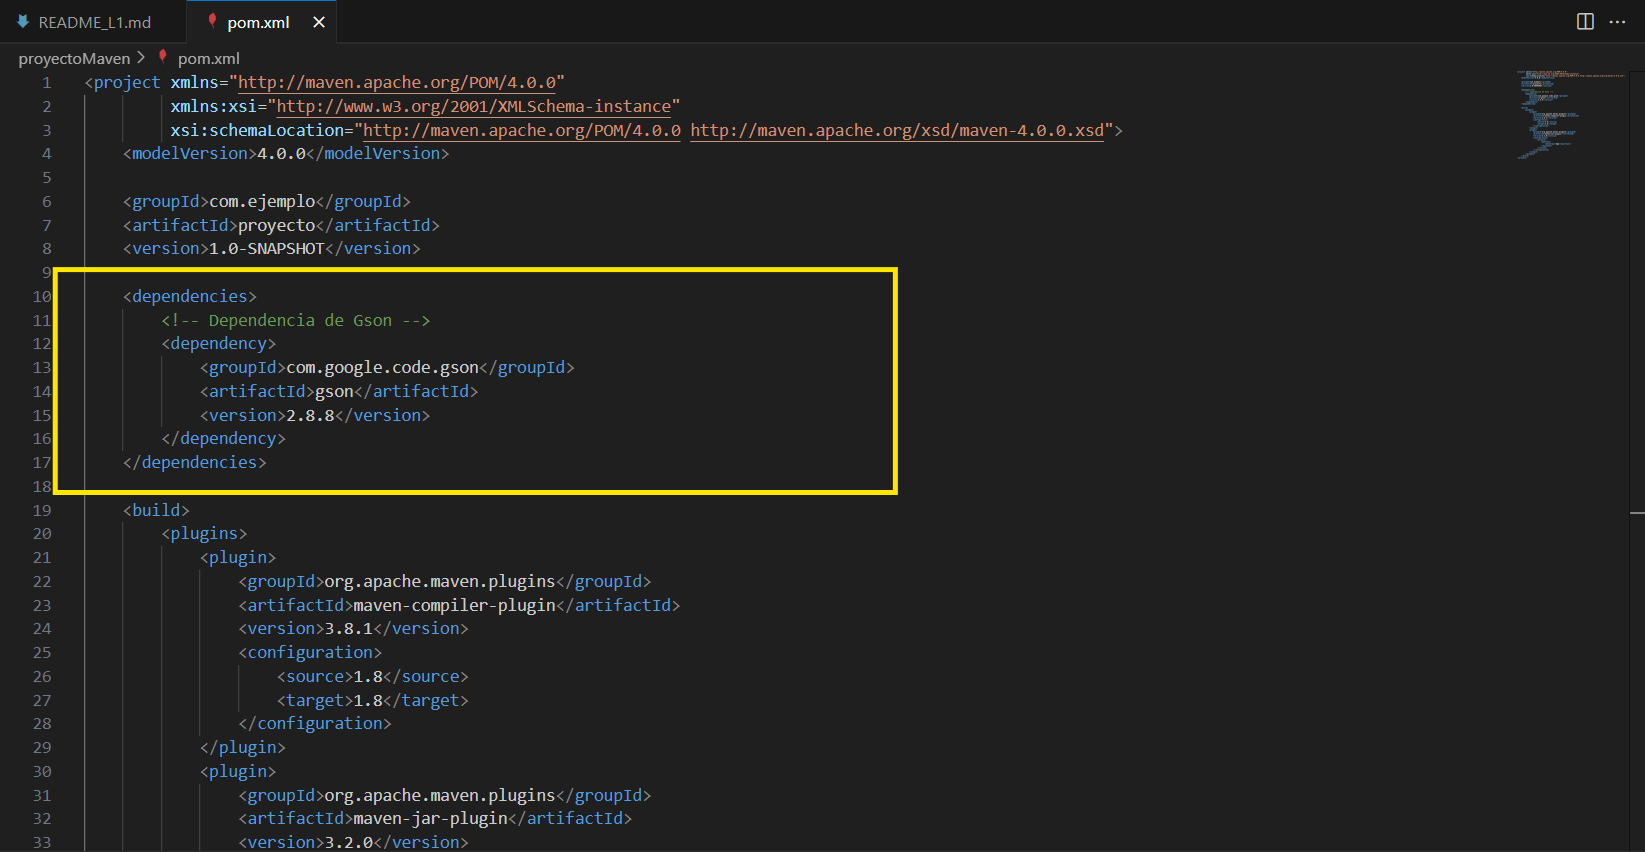 README_L1.md
pom.xml
proyectoMaven > pom.xml
1 <project xmlns="http://maven.apache.org/POM/4.0.0"
2 xmlns:xsi="http://www.w3.org/2001/XMLSchema-instance"
3 xsi:schemaLocation="http://maven.apache.org/POM/4.0.0 http://maven.apache.org/xsd/maven-4.0.0.xsd">
4 <modelVersion>4.0.0</modelVersion>
5
6 <groupId>com.ejemplo</groupId>
7 <artifactId>proyecto</artifactId>
8 <version>1.0-SNAPSHOT</version>
9
10 <dependencies>
11 <!-- Dependencia de Gson -->
12 <dependency>
13 <groupId>com.google.code.gson</groupId>
14 <artifactId>gson</artifactId>
15 <version>2.8.8</version>
16 </dependency>
17 </dependencies>
18
19 <build>
20 <plugins>
21 <plugin>
22 <groupId>org.apache.maven.plugins</groupId>
23 <artifactId>maven-compiler-plugin</artifactId>
24 <version>3.8.1</version>
25 <configuration>
26 <source>1.8</source>
27 <target>1.8</target>
28 </configuration>
29 </plugin>
30 <plugin>
31 <groupId>org.apache.maven.plugins</groupId>
32 <artifactId>maven-jar-plugin</artifactId>
33 <version>3.2.0</version>